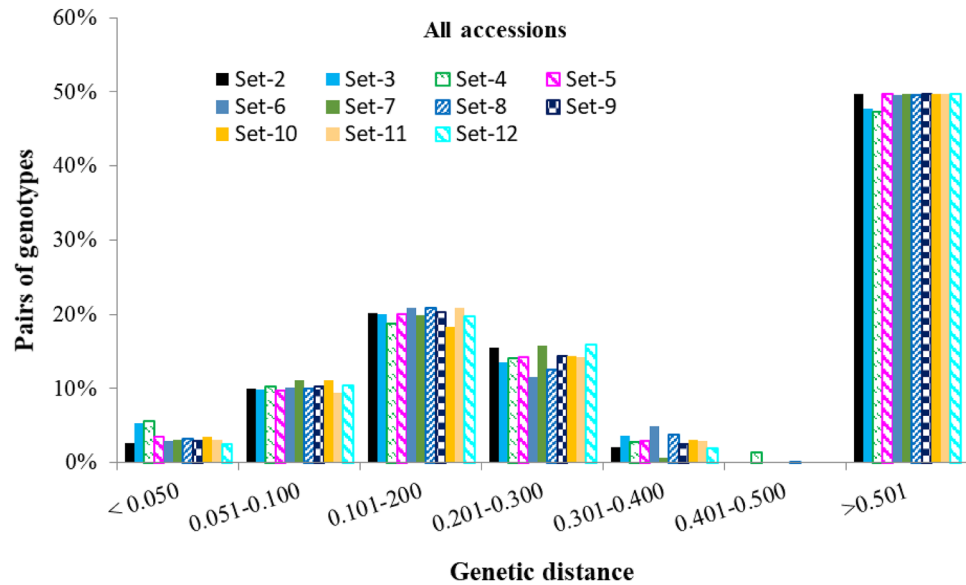 60%
All accessions
Set-2 Set-3 Set-4 Set-5
50%
Set-6 Set-7 Set-8 Set-9
Set-10 Set-11 Set-12
40%
30%
20%
10%
0%
Pairs of genotypes
< 0.050 0.051-0.100 0.101-200 0.201-0.300 0.301-0.400 0.401-0.500 >0.501
Genetic distance